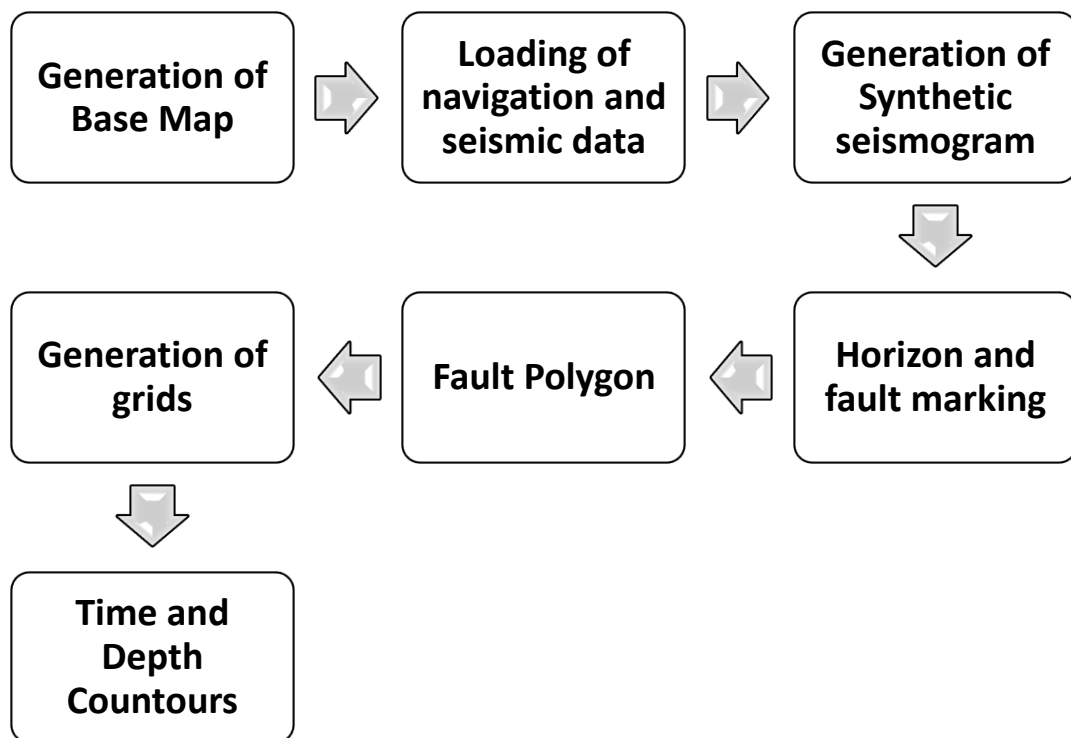 Generation of
Base Map
Loading of
navigation and
seismic data
Generation of
Synthetic
seismogram
Horizon and
fault marking
Fault Polygon
Generation of
grids
Time and
Depth
Countours